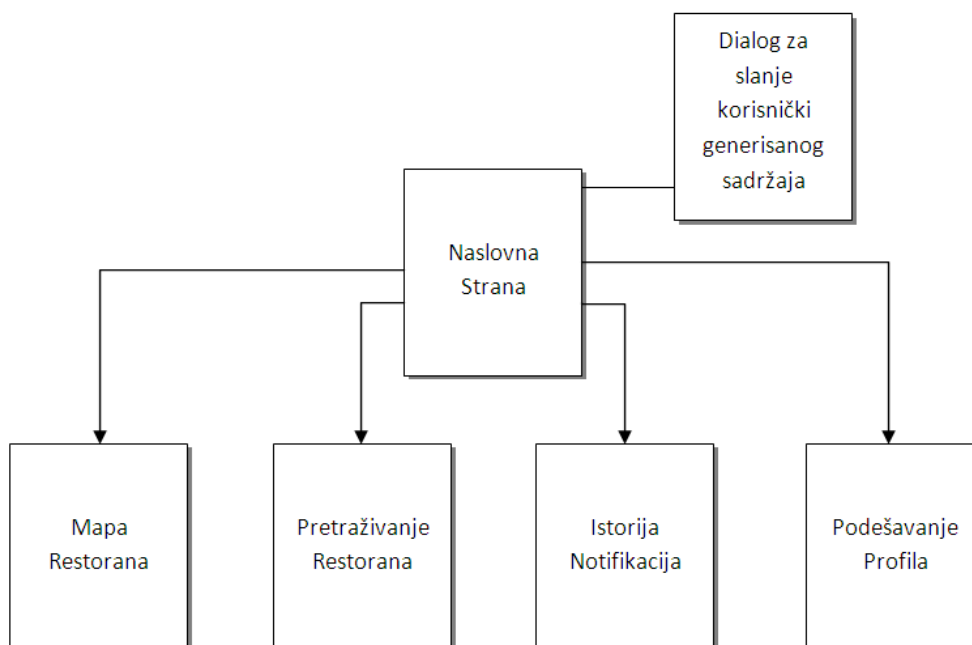 Dialog za
slanje
korisnički
generisanog
sadržaja
Naslovna
Strana
Mapa
Restorana
Pretraživanje
Restorana
Istorija
Notifikacija
Podešavanje
Profila